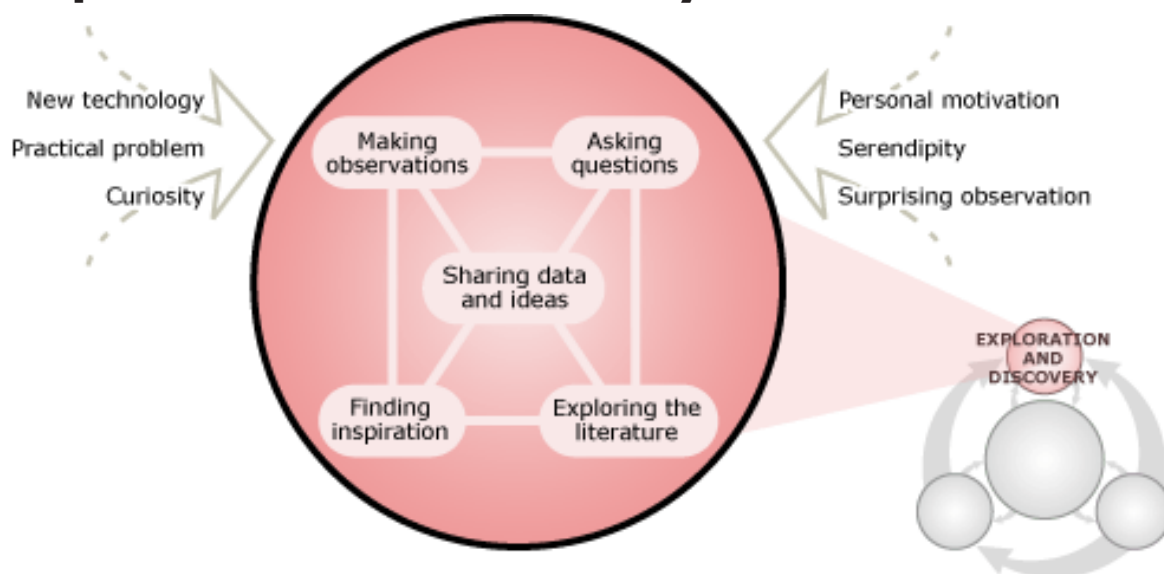 New technology
Practical problem
Curiosity
Making
observations
Asking
questions
Sharing data
and ideas
Finding
inspiration
Exploring the
literature
Personal motivation
Serendipity
Surprising observation
EXPLORATION
AND
DISCOVERY